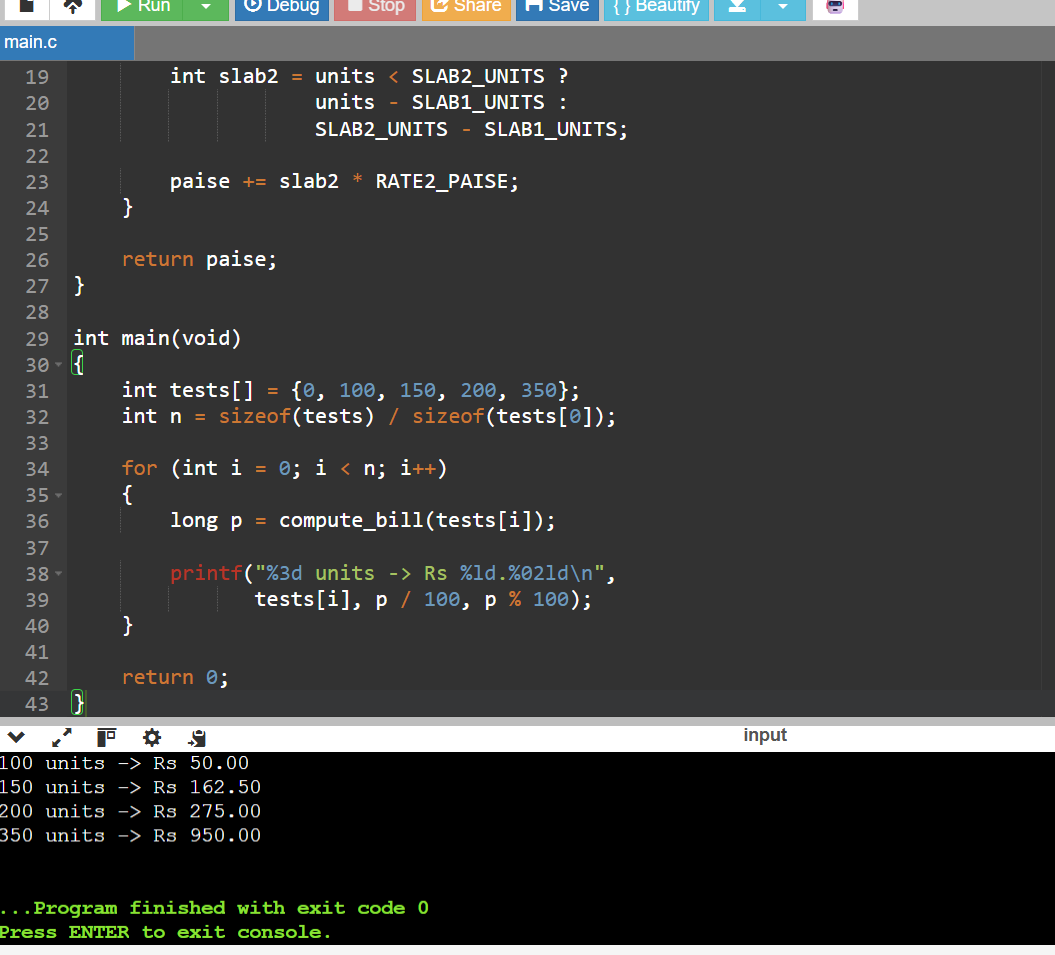 Run Debug Stop Share Save { } Beautify
main.c
19 int slab2 = units < SLAB2_UNITS ?
20 units - SLAB1_UNITS :
21 SLAB2_UNITS - SLAB1_UNITS;
22
23 paise += slab2 * RATE2_PAISE;
24 }
25
26 return paise;
27 }
28
29 int main(void)
30 {
31 int tests[] = {0, 100, 150, 200, 350};
32 int n = sizeof(tests) / sizeof(tests[0]);
33
34 for (int i = 0; i < n; i++)
35 {
36 long p = compute_bill(tests[i]);
37
38 printf("%3d units -> Rs %ld.%02ld\n",
39 tests[i], p / 100, p % 100);
40 }
41
42 return 0;
43 }
input
100 units -> Rs 50.00
150 units -> Rs 162.50
200 units -> Rs 275.00
350 units -> Rs 950.00
...Program finished with exit code 0
Press ENTER to exit console.